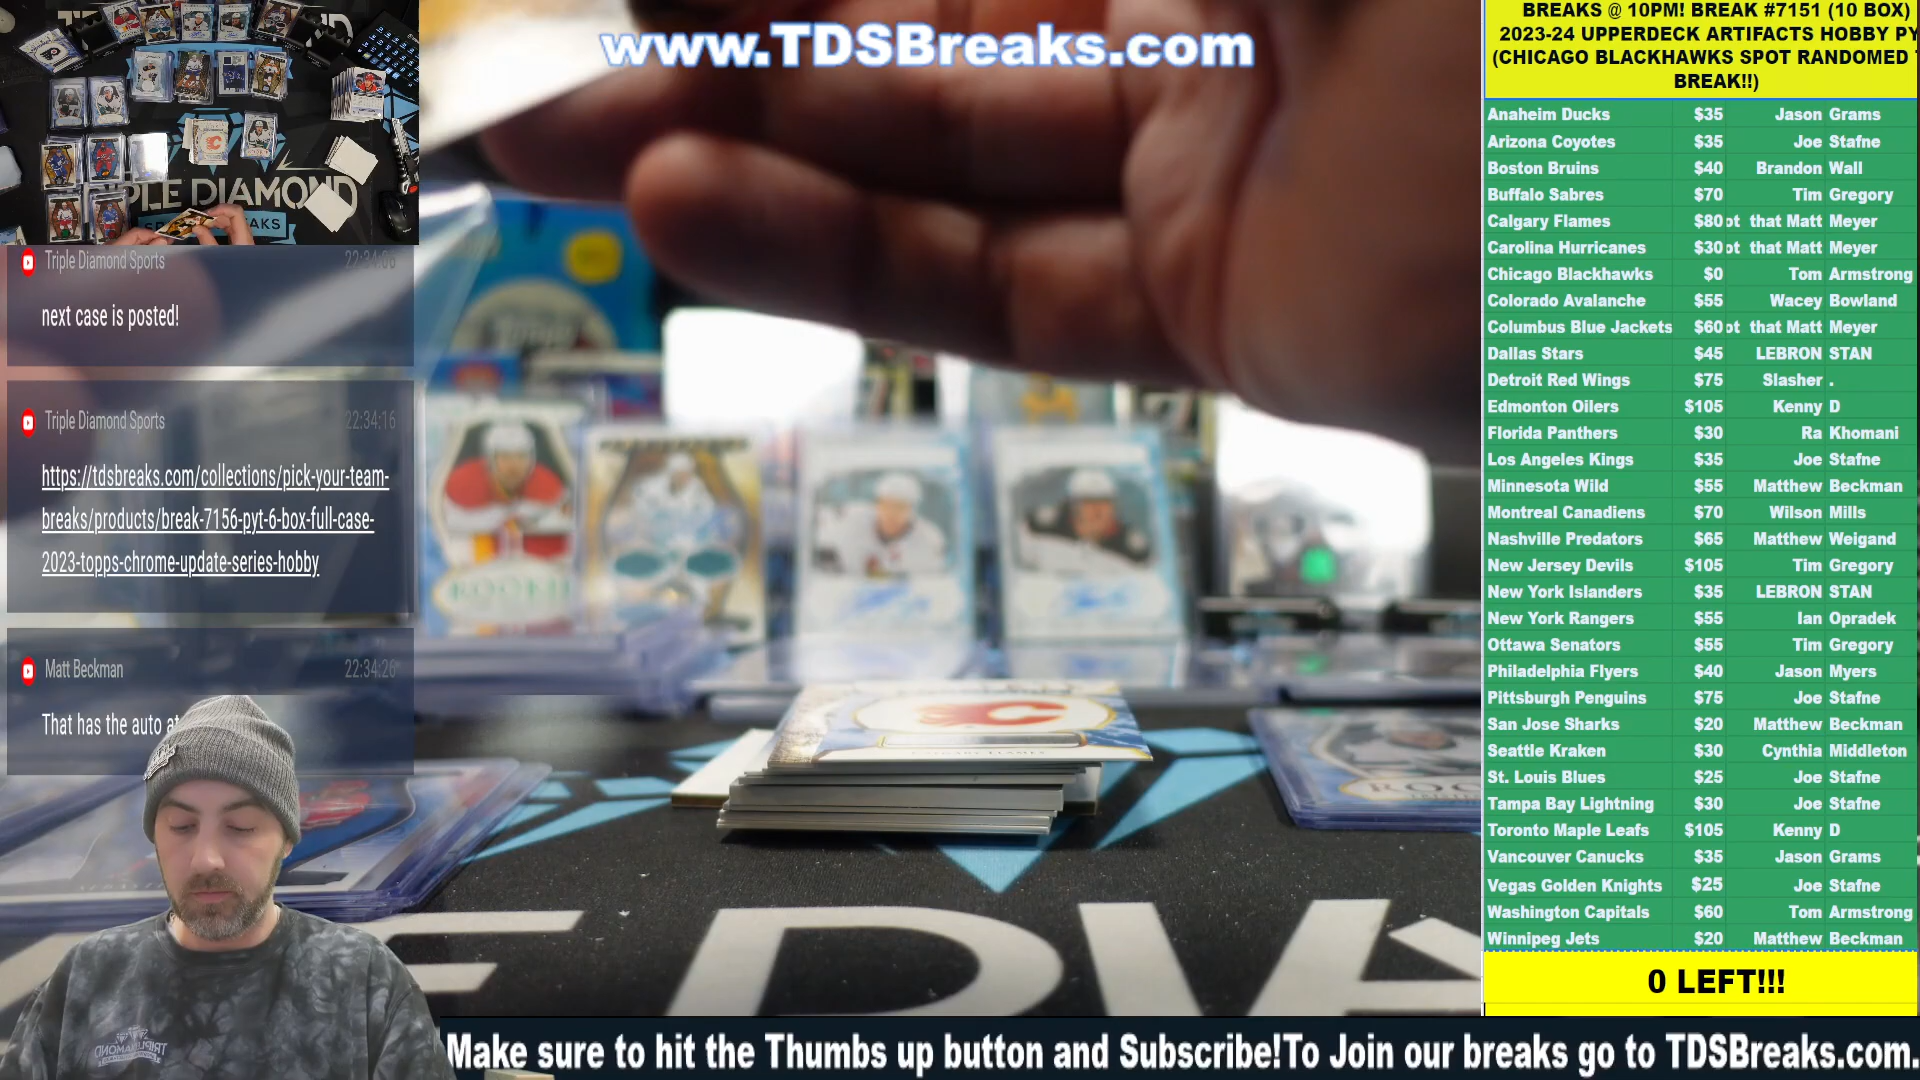 www.TDSBreaks.com
BREAKS @ 10PM! BREAK #7151 (10 BOX)
2023-24 UPPERDECK ARTIFACTS HOBBY PY
(CHICAGO BLACKHAWKS SPOT RANDOMED
BREAK!!)
Anaheim Ducks $35 Jason Grams
Arizona Coyotes $35 Joe Stafne
Boston Bruins $40 Brandon Wall
Buffalo Sabres $70 Tim Gregory
Calgary Flames $80 ot that Matt Meyer
Carolina Hurricanes $30 ot that Matt Meyer
Chicago Blackhawks $0 Tom Armstrong
Colorado Avalanche $55 Wacey Bowland
Columbus Blue Jackets $60 ot that Matt Meyer
Dallas Stars $45 LEBRON STAN
Detroit Red Wings $75 Slasher .
Edmonton Oilers $105 Kenny D
Florida Panthers $30 Ra Khomani
Los Angeles Kings $35 Joe Stafne
Minnesota Wild $55 Matthew Beckman
Montreal Canadiens $70 Wilson Mills
Nashville Predators $65 Matthew Weigand
New Jersey Devils $105 Tim Gregory
New York Islanders $35 LEBRON STAN
New York Rangers $55 Ian Opradek
Ottawa Senators $55 Tim Gregory
Philadelphia Flyers $40 Jason Myers
Pittsburgh Penguins $75 Joe Stafne
San Jose Sharks $20 Matthew Beckman
Seattle Kraken $30 Cynthia Middleton
St. Louis Blues $25 Joe Stafne
Tampa Bay Lightning $30 Joe Stafne
Toronto Maple Leafs $105 Kenny D
Vancouver Canucks $35 Jason Grams
Vegas Golden Knights $25 Joe Stafne
Washington Capitals $60 Tom Armstrong
Winnipeg Jets $20 Matthew Beckman
0 LEFT!!!
Triple Diamond Sports 22:34:06
next case is posted!
Triple Diamond Sports 22:34:16
https://tdsbreaks.com/collections/pick-your-team-
breaks/products/break-7156-pyt-6-box-full-case-
2023-topps-chrome-update-series-hobby
Matt Beckman 22:34:26
That has the auto
PLE DIAMOND
AKS
ROOKIE
Make sure to hit the Thumbs up button and Subscribe!To Join our breaks go to TDSBreaks.com.